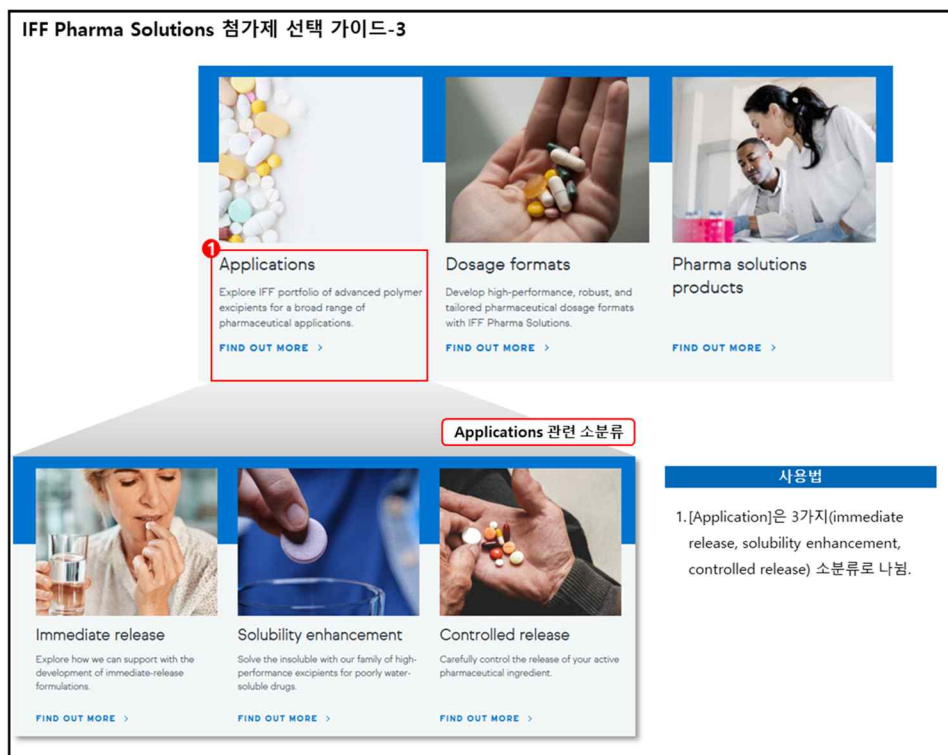 IFF Pharma Solutions 첨가제 선택 가이드-3
1
Applications
Explore IFF portfolio of advanced polymer
excipients for a broad range of
pharmaceutical applications.
FIND OUT MORE >
Dosage formats
Develop high-performance, robust, and
tailored pharmaceutical dosage formats
with IFF Pharma Solutions.
FIND OUT MORE >
Pharma solutions
products
FIND OUT MORE >
Applications 관련 소분류
Immediate release
Explore how we can support with the
development of immediate-release
formulations.
FIND OUT MORE >
Solubility enhancement
Solve the insoluble with our family of high-
performance excipients for poorly water-
soluble drugs.
FIND OUT MORE >
Controlled release
Carefully control the release of your active
pharmaceutical ingredient.
FIND OUT MORE >
사용법
1. [Application]은 3가지(immediate
release, solubility enhancement,
controlled release) 소분류로 나뉨.